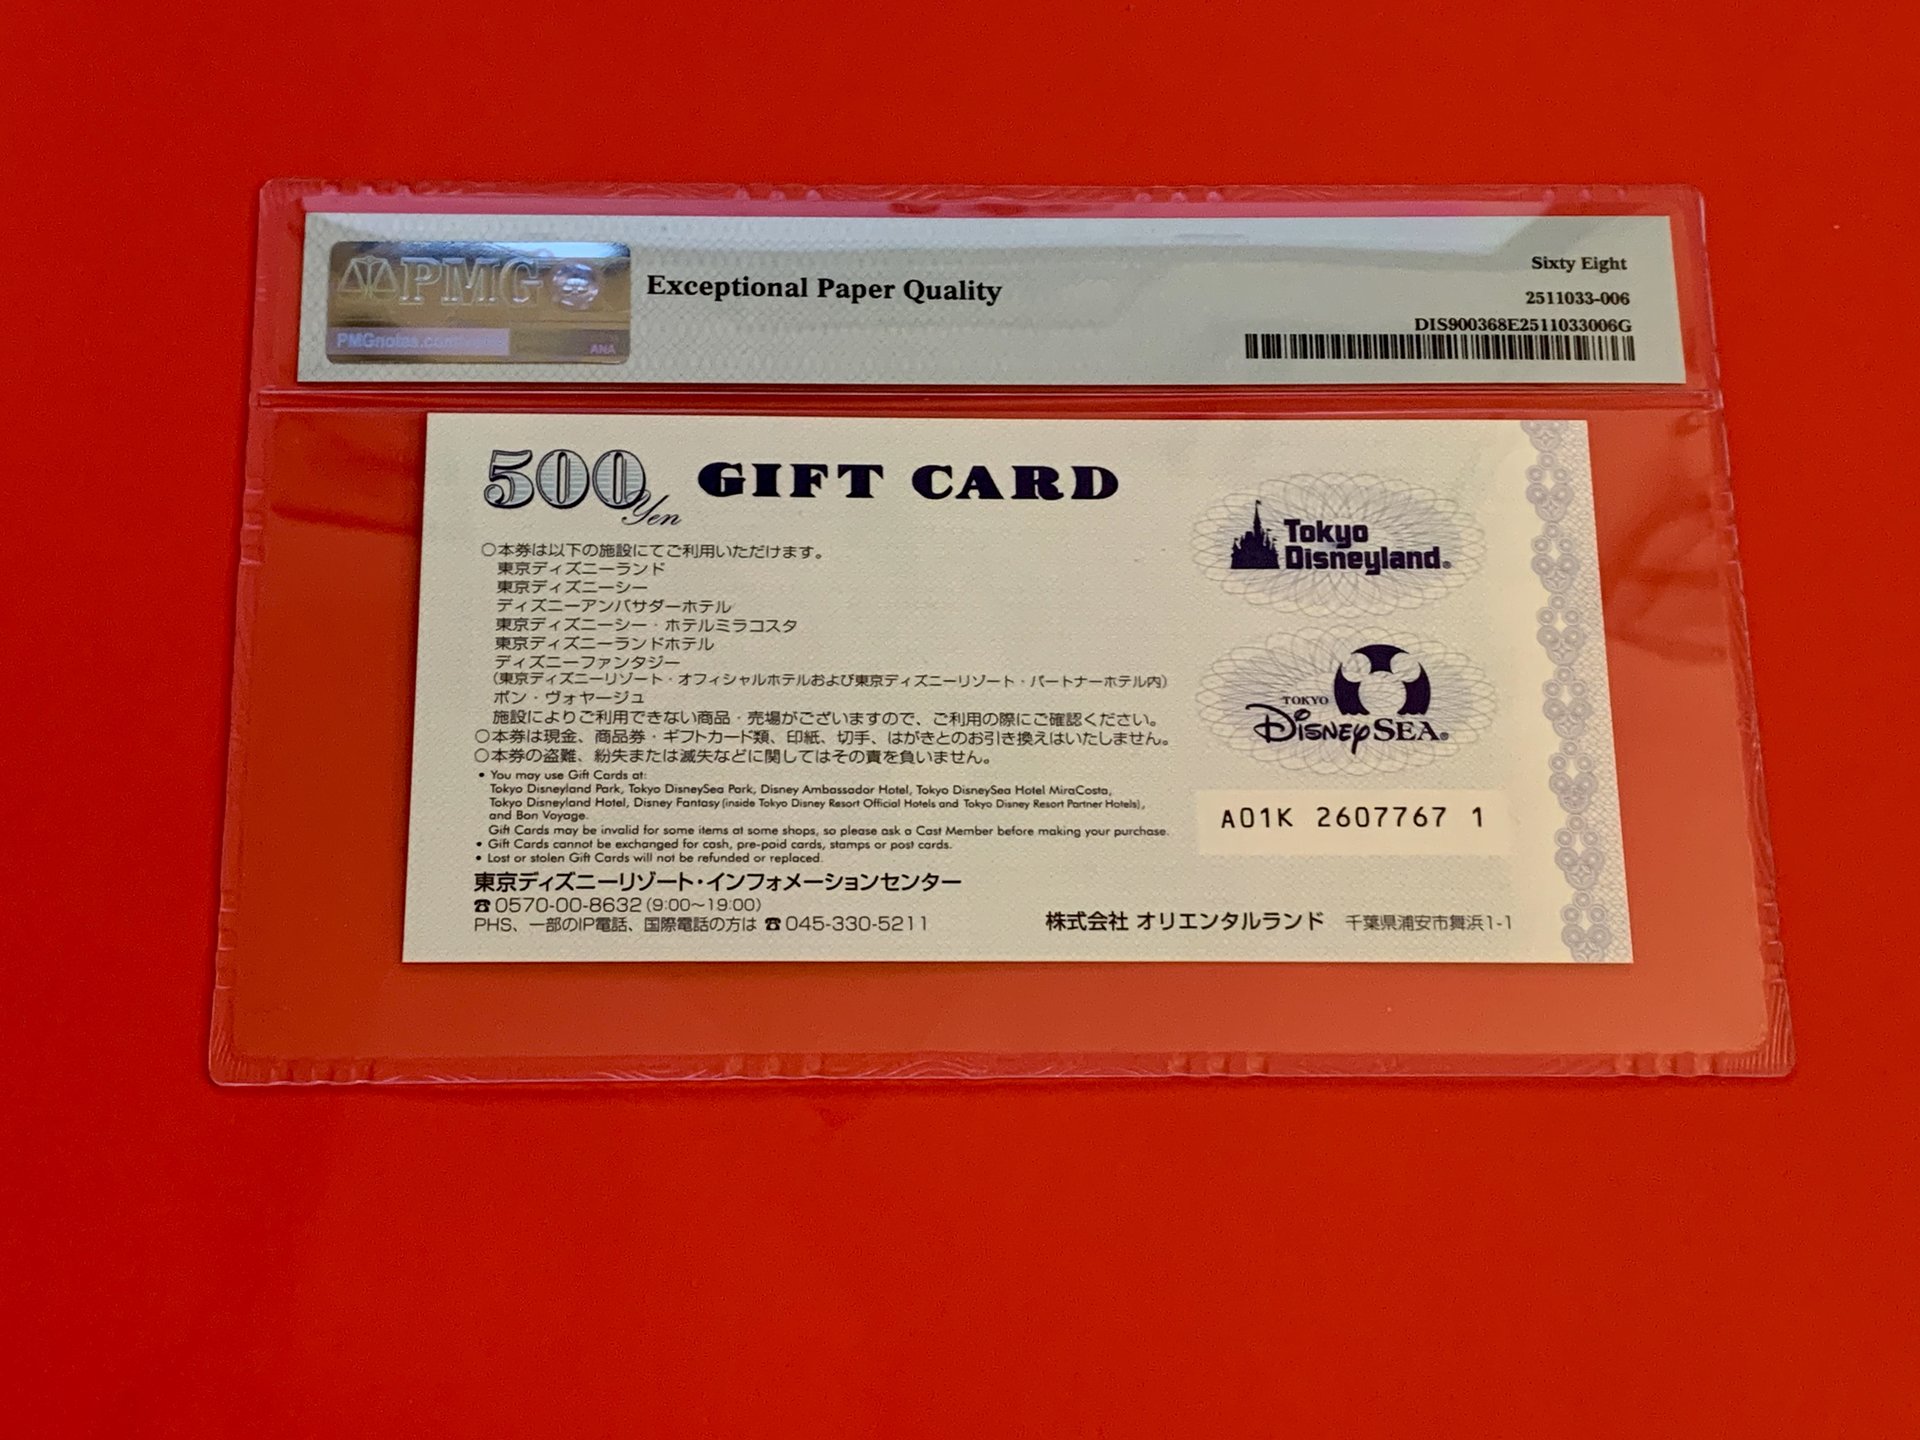 PMG
PMGnotes.com
ANA
Exceptional Paper Quality
Sixty Eight
2511033-006
DIS900368E2511033006G
500 Yen GIFT CARD
○本券は以下の施設にてご利用いただけます。
東京ディズニーランド
東京ディズニーシー
ディズニーアンバサダーホテル
東京ディズニーシー・ホテルミラコスタ
東京ディズニーランドホテル
ディズニーファンタジー
(東京ディズニーリゾート・オフィシャルホテルおよび東京ディズニーリゾート・パートナーホテル内)
ボン・ヴォヤージュ
施設によりご利用できない商品・売場がございますので、ご利用の際にご確認ください。
○本券は現金、商品券・ギフトカード類、印紙、切手、はがきとのお引き換えはいたしません。
○本券の盗難、紛失または滅失などに関してはその責を負いません。
• You may use Gift Cards at:
Tokyo Disneyland Park, Tokyo DisneySea Park, Disney Ambassador Hotel, Tokyo DisneySea Hotel MiraCosta,
Tokyo Disneyland Hotel, Disney Fantasy (inside Tokyo Disney Resort Official Hotels and Tokyo Disney Resort Partner Hotels),
and Bon Voyage.
Gift Cards may be invalid for some items at some shops, so please ask a Cast Member before making your purchase.
• Gift Cards cannot be exchanged for cash, pre-paid cards, stamps or post cards.
• Lost or stolen Gift Cards will not be refunded or replaced.
東京ディズニーリゾート・インフォメーションセンター
☎0570-00-8632(9:00〜19:00)
PHS、一部のIP電話、国際電話の方は ☎045-330-5211
Tokyo
Disneyland®
TOKYO
DISNEYSEA®
A01K 2607767 1
株式会社 オリエンタルランド 千葉県浦安市舞浜1-1